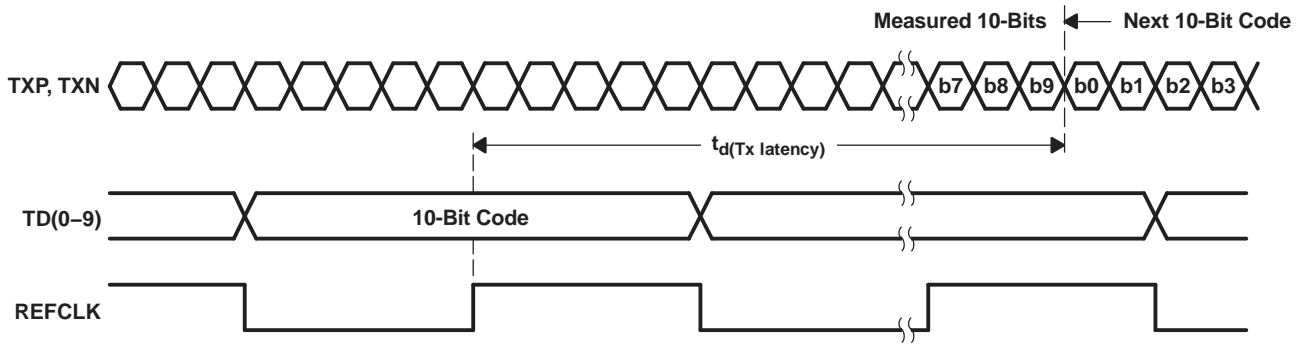 Measured 10-Bits Next 10-Bit Code
TXP, TXN b7 b8 b9 b0 b1 b2 b3
td(Tx latency)
TD(0–9) 10-Bit Code
REFCLK